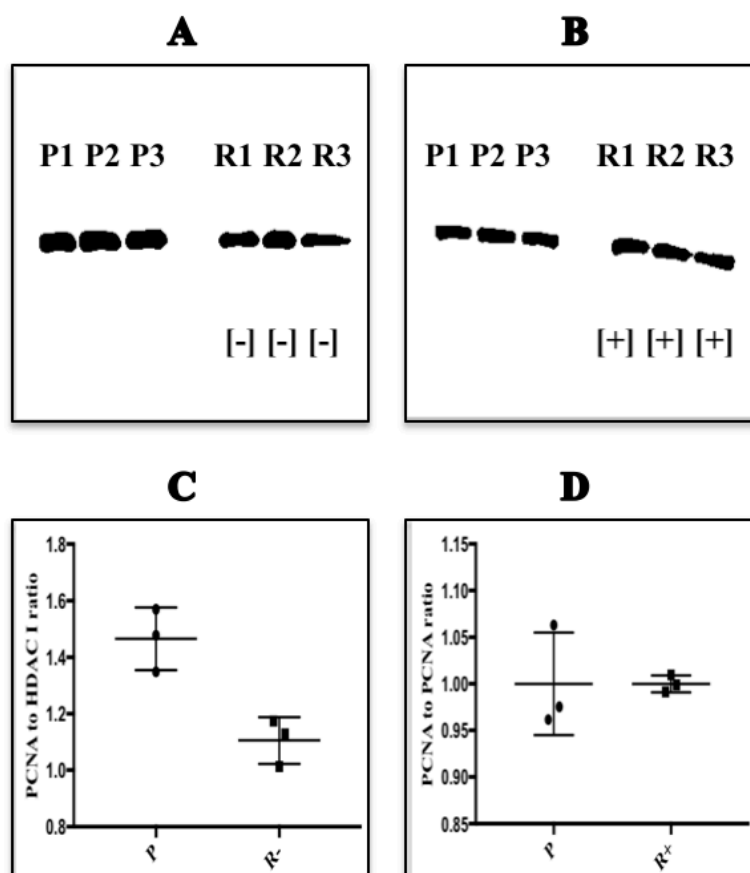 A
P1 P2 P3 R1 R2 R3
[-] [-] [-]
B
P1 P2 P3 R1 R2 R3
[+] [+] [+]
C
PCNA to HDAC I ratio
1.8
1.6
1.4
1.2
1.0
0.8
P R-
D
PCNA to PCNA ratio
1.15
1.10
1.05
1.00
0.95
0.90
0.85
P R+